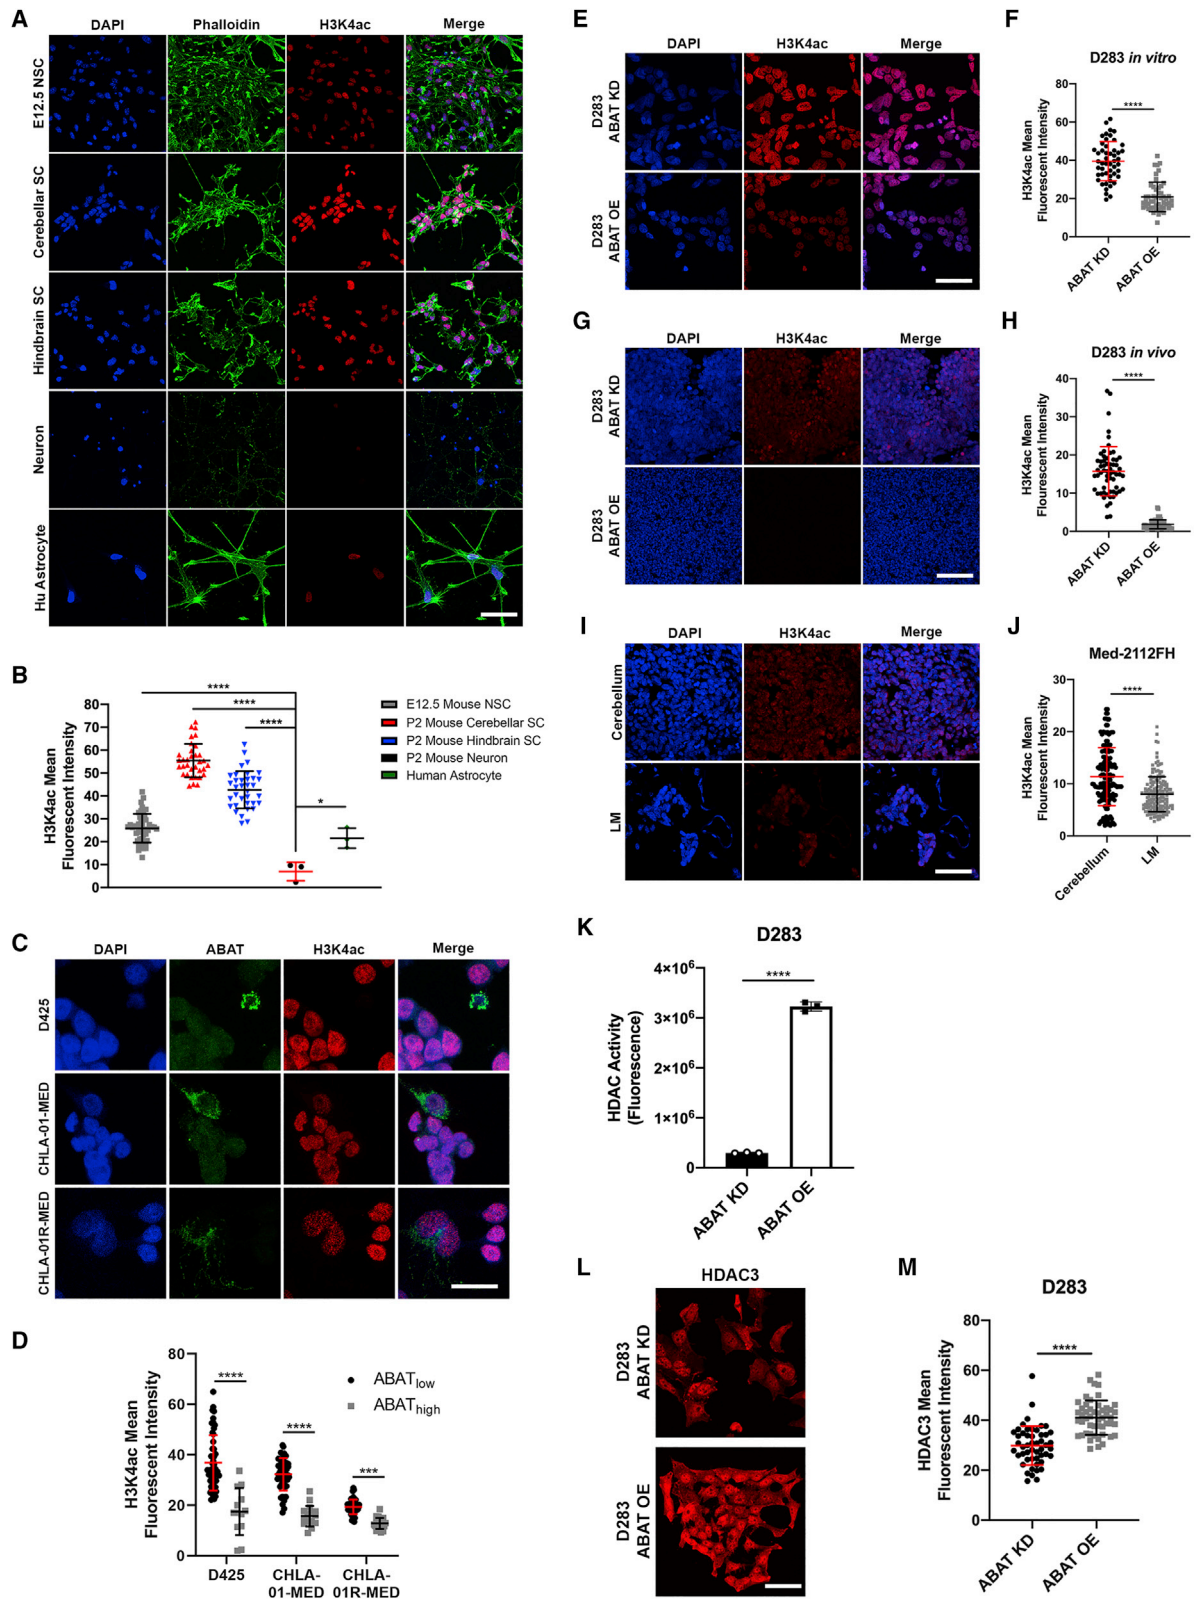 A
DAPI
Phalloidin
H3K4ac
Merge
E12.5 NSC
Cerebellar SC
Hindbrain SC
Neuron
Hu Astrocyte
B
H3K4ac Mean
Fluorescent Intensity
80
70
60
50
40
30
20
10
0
****
****
****
*
E12.5 Mouse NSC
P2 Mouse Cerebellar SC
P2 Mouse Hindbrain SC
P2 Mouse Neuron
Human Astrocyte
C
DAPI
ABAT
H3K4ac
Merge
D425
CHLA-01-MED
CHLA-01R-MED
D
H3K4ac Mean
Fluorescent Intensity
80
60
40
20
0
****
****
***
ABATlow
ABAThigh
D425
CHLA-
01-MED
CHLA-
01R-MED
E
DAPI
H3K4ac
Merge
D283
ABAT KD
D283
ABAT OE
F
D283 in vitro
H3K4ac Mean
Fluorescent Intensity
80
60
40
20
0
****
ABAT KD
ABAT OE
G
DAPI
H3K4ac
Merge
D283
ABAT KD
D283
ABAT OE
H
D283 in vivo
H3K4ac Mean
Flourescent Intensity
40
30
20
10
0
****
ABAT KD
ABAT OE
I
DAPI
H3K4ac
Merge
Cerebellum
LM
J
Med-2112FH
H3K4ac Mean
Flourescent Intensity
30
20
10
0
****
Cerebellum
LM
K
D283
HDAC Activity
(Fluorescence)
4×10⁶
3×10⁶
2×10⁶
1×10⁶
0
****
ABAT KD
ABAT OE
L
HDAC3
D283
ABAT KD
D283
ABAT OE
M
D283
HDAC3 Mean
Fluorescent Intensity
80
60
40
20
0
****
ABAT KD
ABAT OE